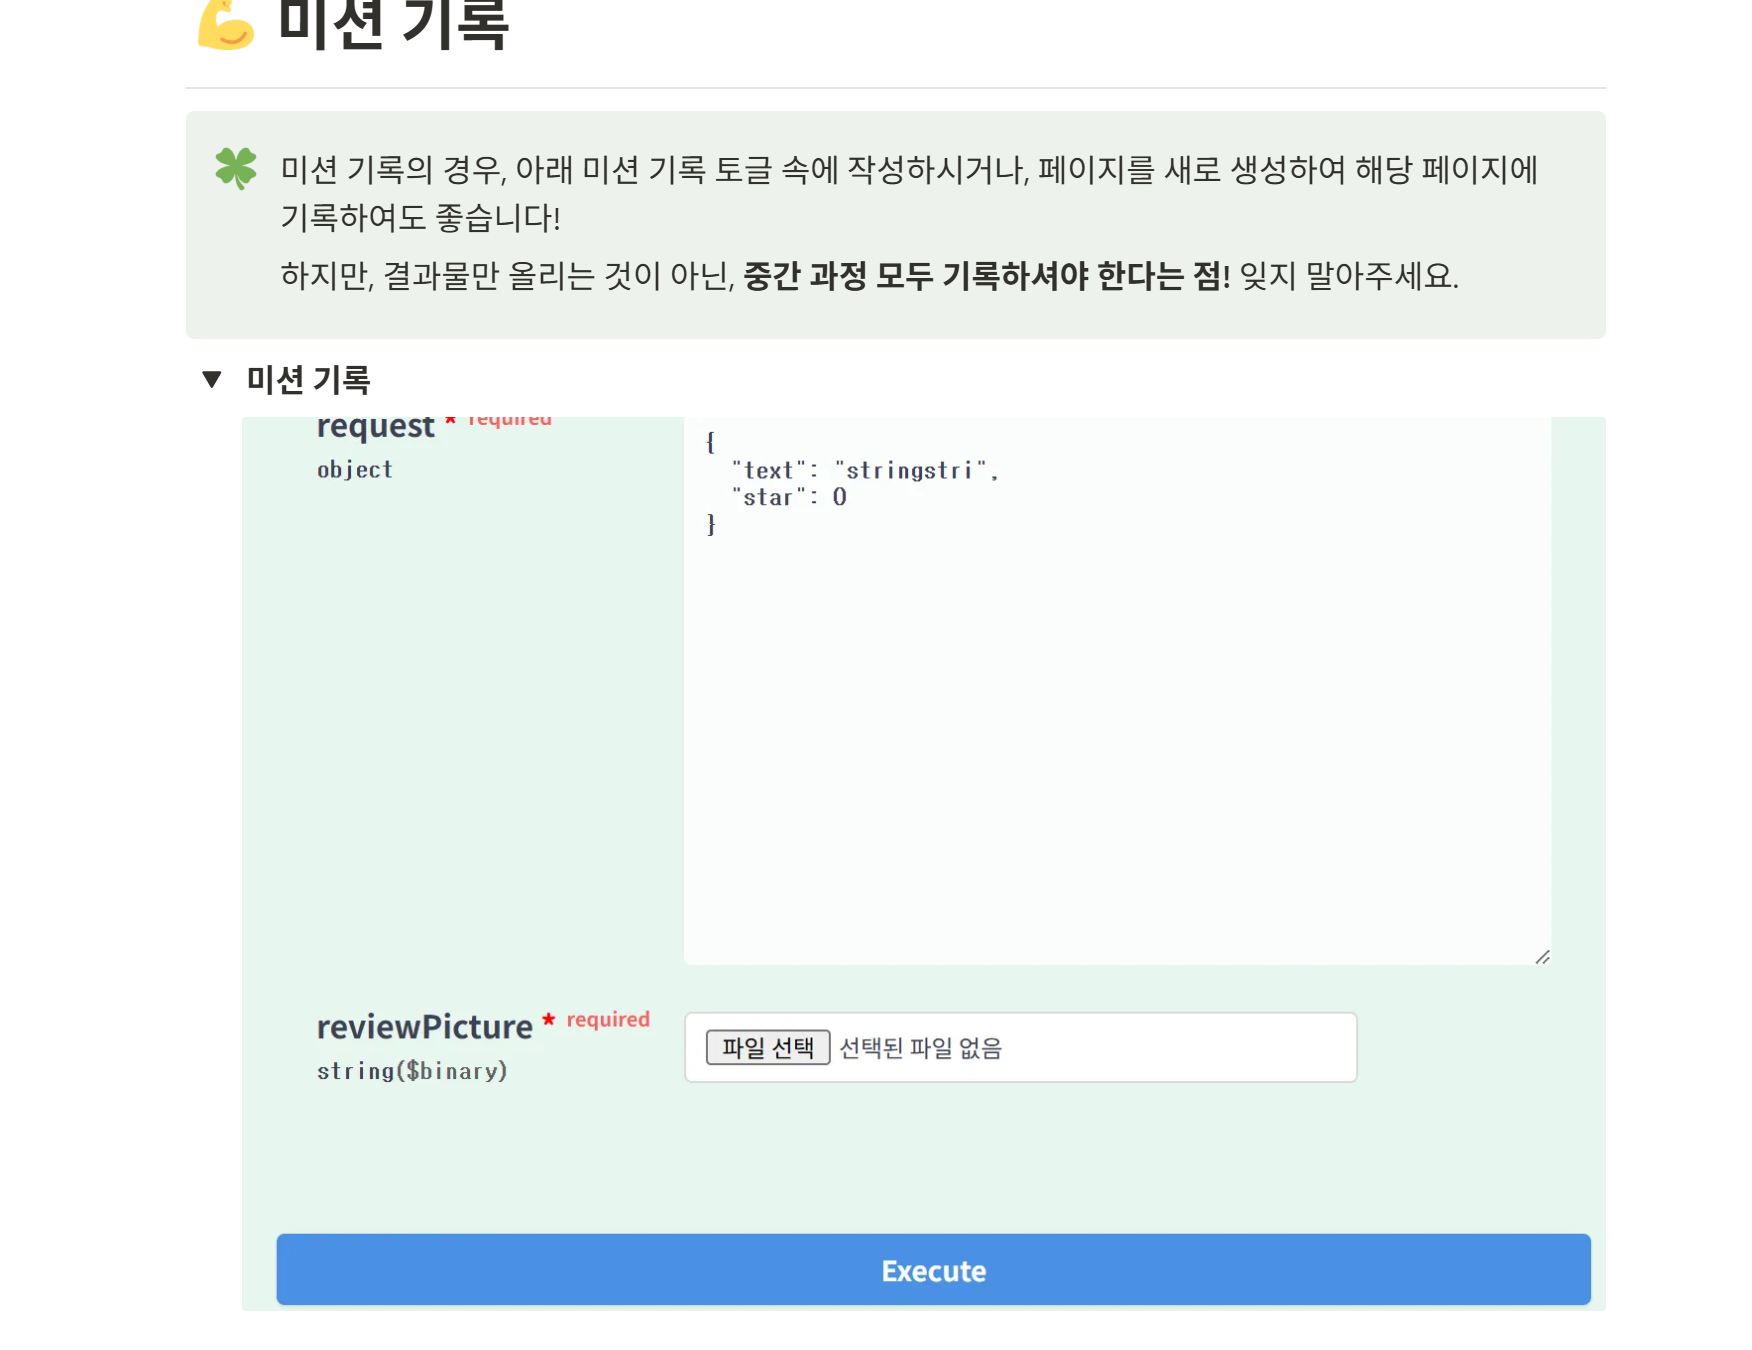 미션 기록
미션 기록의 경우, 아래 미션 기록 토글 속에 작성하시거나, 페이지를 새로 생성하여 해당 페이지에
기록하여도 좋습니다!
하지만, 결과물만 올리는 것이 아닌, 중간 과정 모두 기록하셔야 한다는 점! 잊지 말아주세요.
미션 기록
request * required
object
{
"text": "stringstri",
"star": 0
}
reviewPicture * required
string($binary)
파일 선택 선택된 파일 없음
Execute